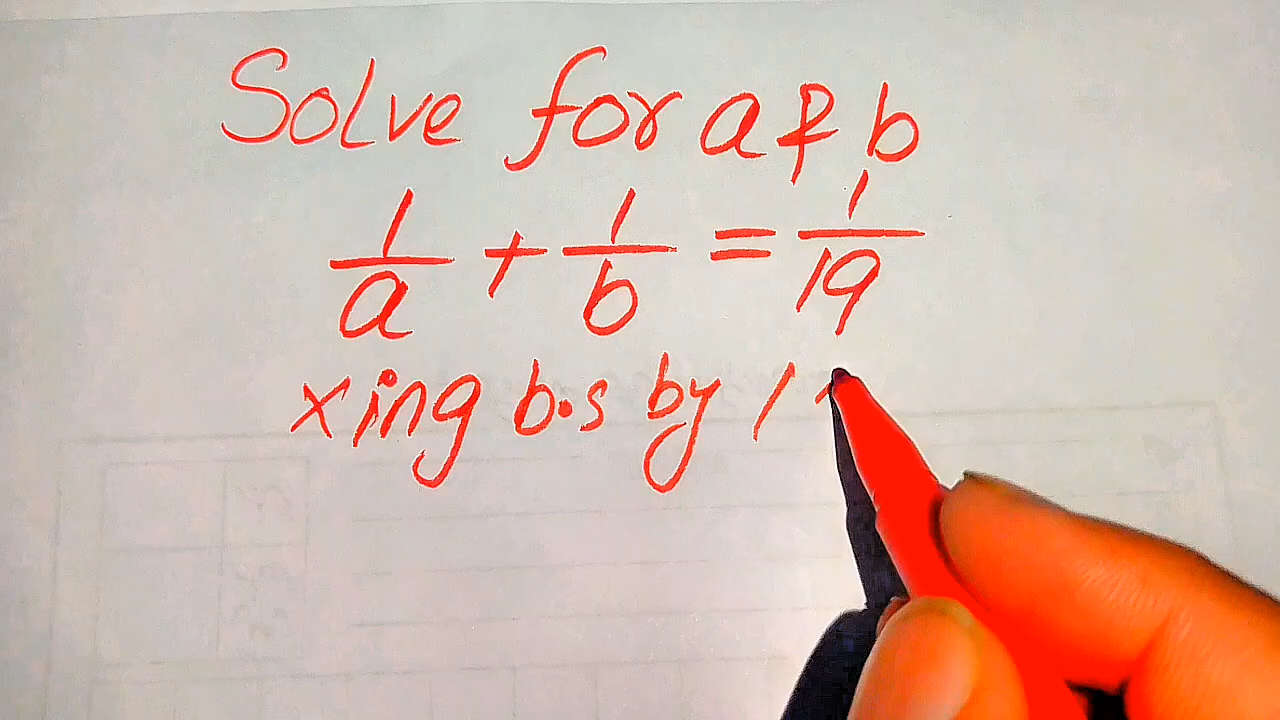 Solve for a & b
1/a + 1/b = 1/19
xing b.s by 1